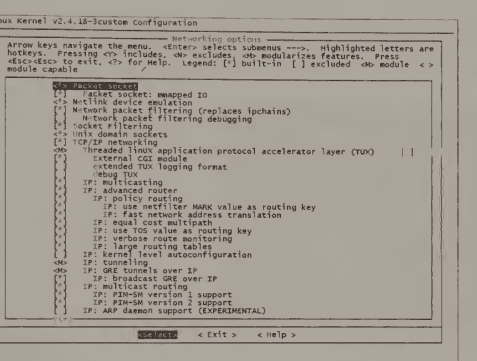 ux Kernel v2.4.18-3custom Configuration
Networking options
Arrow keys navigate the menu. <Enter> selects submenus --->. Highlighted letters are
hotkeys. Pressing <Y> includes, <N> excludes, <M> modularizes features. Press
<Esc><Esc> to exit, <?> for Help. Legend: [*] built-in [ ] excluded <M> module < >
module capable
<*> Packet socket
[*] Packet socket: mmapped IO
<*> Netlink device emulation
[*] Network packet filtering (replaces ipchains)
[ ] Network packet filtering debugging
[*] Socket Filtering
<*> Unix domain sockets
[*] TCP/IP networking
<M> Threaded linUX application protocol accelerator layer (TUX)
External CGI module
extended TUX logging format
debug TUX
IP: multicasting
IP: advanced router
IP: policy routing
IP: use netfilter MARK value as routing key
IP: fast network address translation
IP: equal cost multipath
IP: use TOS value as routing key
IP: verbose route monitoring
IP: large routing tables
[ ] IP: kernel level autoconfiguration
<M> IP: tunneling
<M> IP: GRE tunnels over IP
[*] IP: broadcast GRE over IP
[*] IP: multicast routing
[*] IP: PIM-SM version 1 support
[*] IP: PIM-SM version 2 support
[ ] IP: ARP daemon support (EXPERIMENTAL)
<Select> < Exit > < Help >